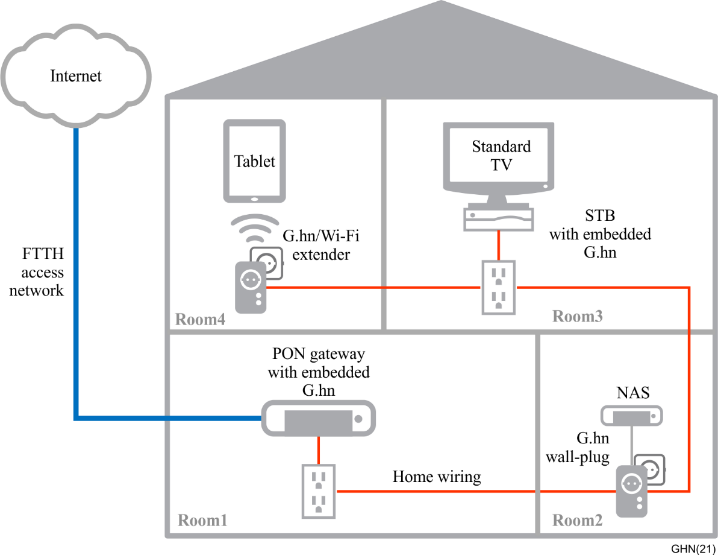 Internet
FTTH
access
network
Tablet
G.hn/Wi-Fi
extender
Room4
Standard
TV
STB
with embedded
G.hn
Room3
PON gateway
with embedded
G.hn
Home wiring
Room1
NAS
G.hn
wall-plug
Room2
GHN(21)